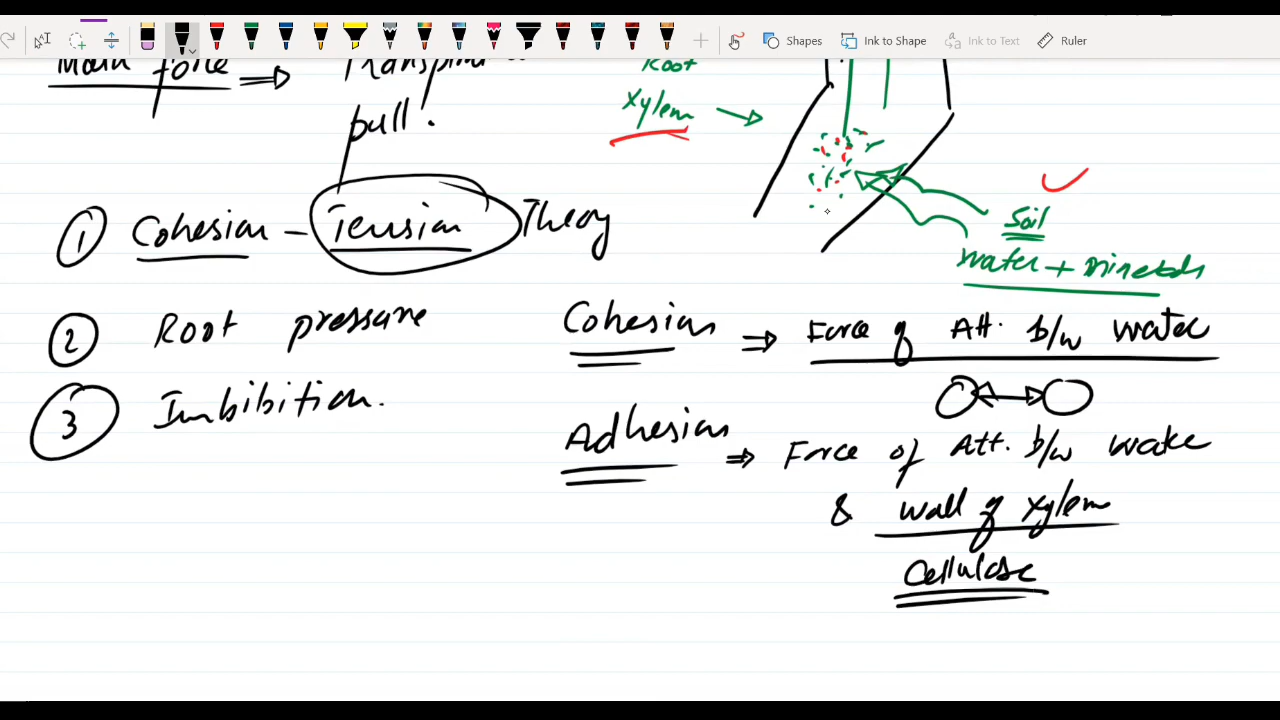 Shapes
Ink to Shape
Ink to Text
Ruler
Main force ⇒ Transpira
pull!
Root
Xylem →
① Cohesion - Tension Theory
Soil
Water + Minerals
② Root pressure
③ Imbibition.
Cohesion ⇒ Force of Att. b/w water
Adhesion ⇒ Force of Att. b/w water
& wall of xylem
Cellulose